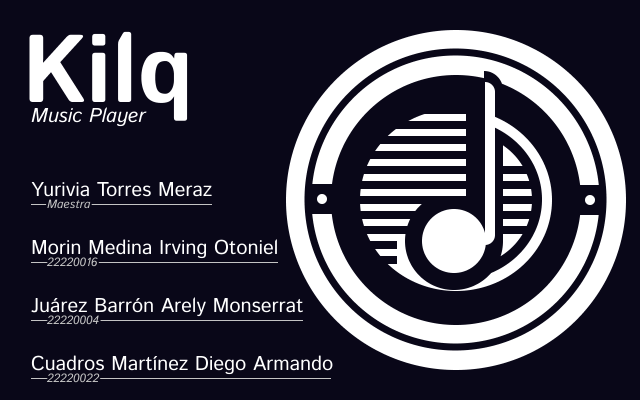 Kilq
Music Player
Yurivia Torres Meraz
Maestra
Morin Medina Irving Otoniel
22220016
Juárez Barrón Arely Monserrat
22220004
Cuadros Martínez Diego Armando
22220022